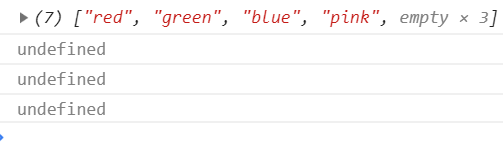 (7) ["red", "green", "blue", "pink", empty × 3]
undefined
undefined
undefined